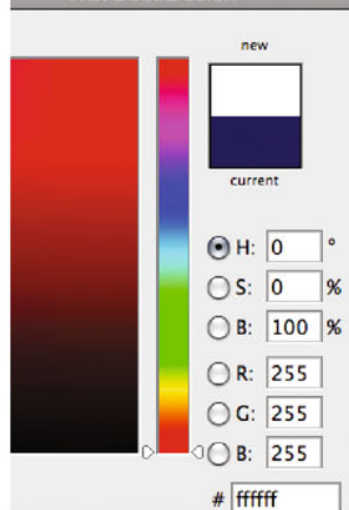 new
current
H: 0 °
S: 0 %
B: 100 %
R: 255
G: 255
B: 255
# ffffff